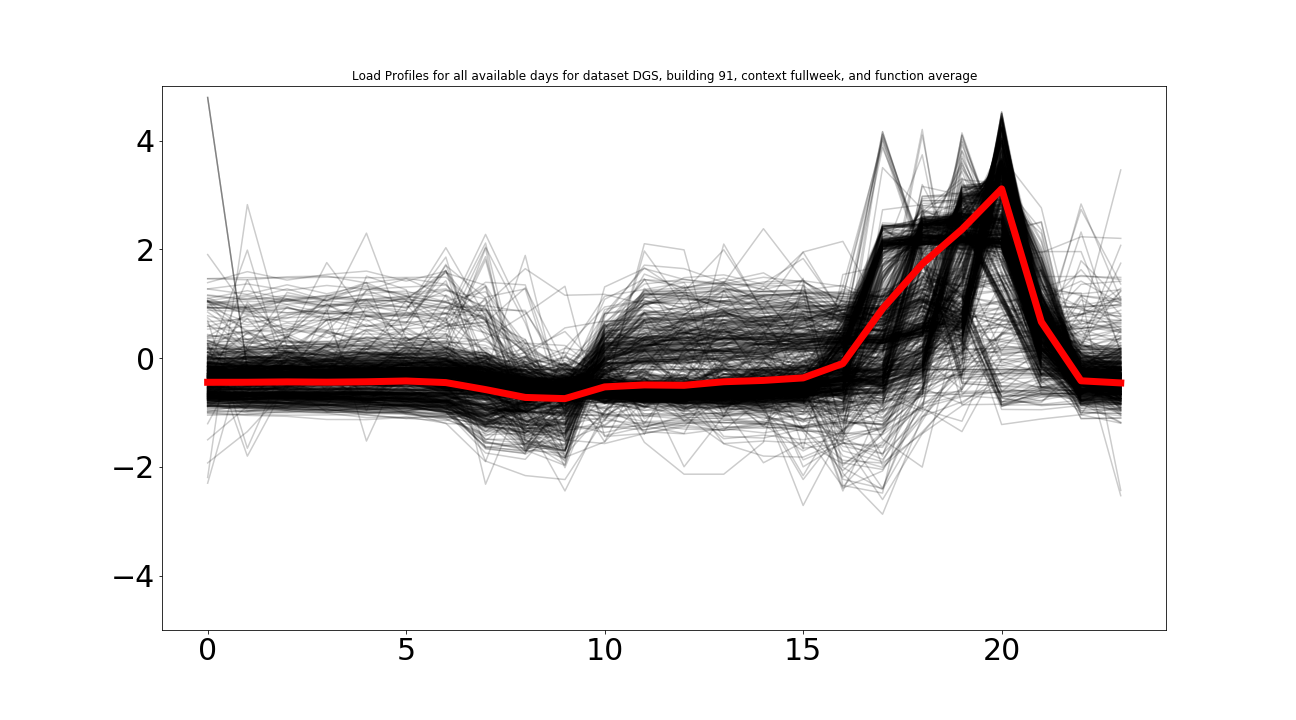 Load Profiles for all available days for dataset DGS, building 91, context fullweek, and function average
4
2
0
−2
−4
0 5 10 15 20